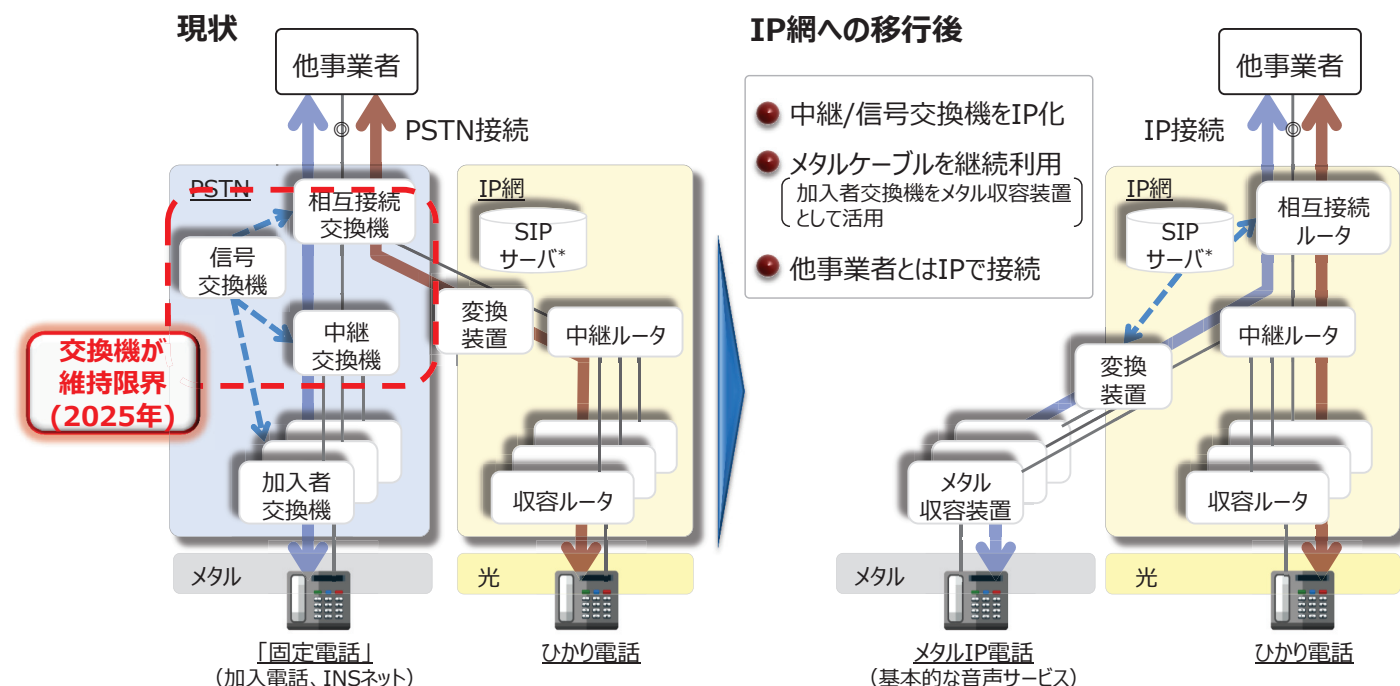 現状
他事業者
PSTN接続
PSTN
相互接続
交換機
信号
交換機
中継
交換機
交換機が
維持限界
(2025年)
加入者
交換機
IP網
SIP
サーバ*
変換
装置
中継ルータ
収容ルータ
メタル
光
「固定電話」
(加入電話、INSネット)
ひかり電話
IP網への移行後
中継/信号交換機をIP化
メタルケーブルを継続利用
加入者交換機をメタル収容装置
として活用
他事業者とはIPで接続
他事業者
IP接続
IP網
SIP
サーバ*
相互接続
ルータ
中継ルータ
変換
装置
メタル
収容装置
収容ルータ
メタル
光
メタルIP電話
(基本的な音声サービス)
ひかり電話